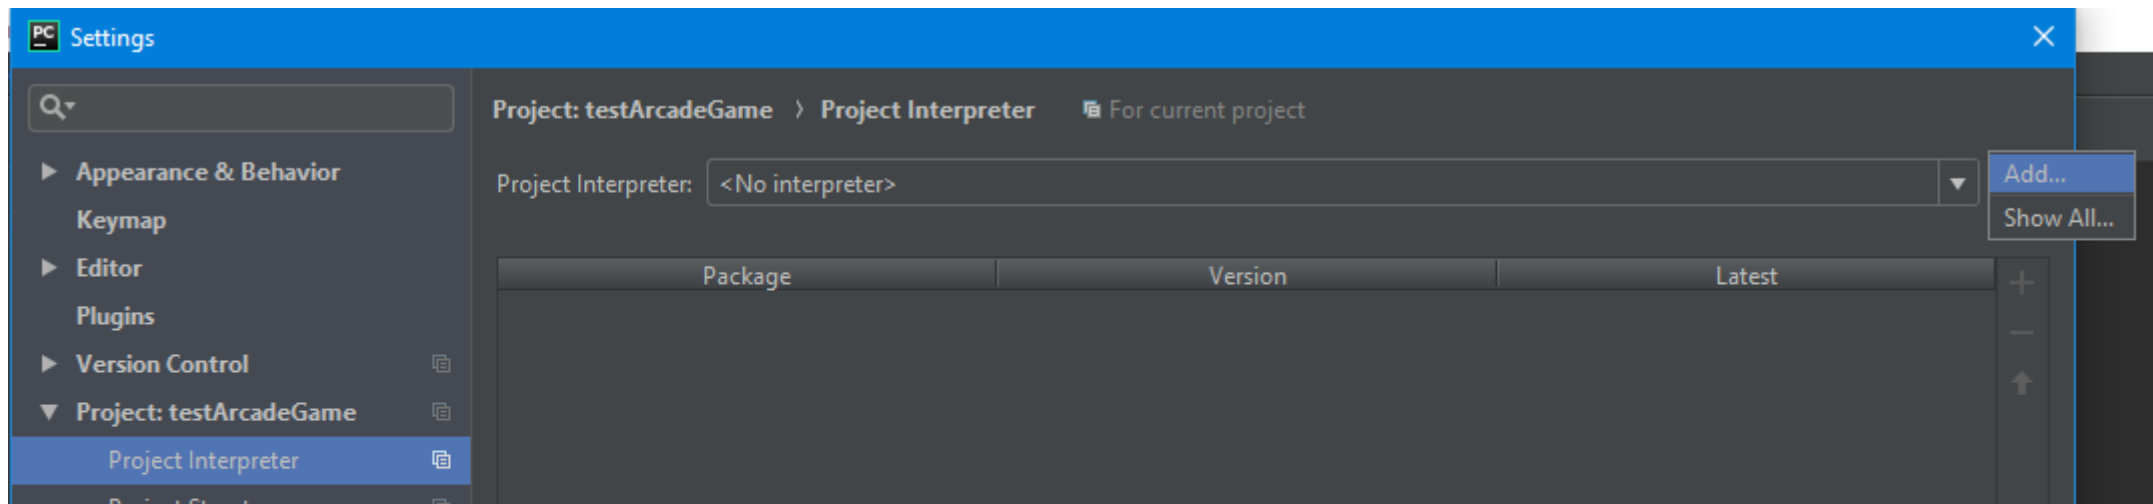 PC Settings
Project: testArcadeGame › Project Interpreter For current project
Appearance & Behavior
Project Interpreter: <No interpreter>
Add...
Keymap
Show All...
Editor
Package Version Latest
Plugins
Version Control
Project: testArcadeGame
Project Interpreter